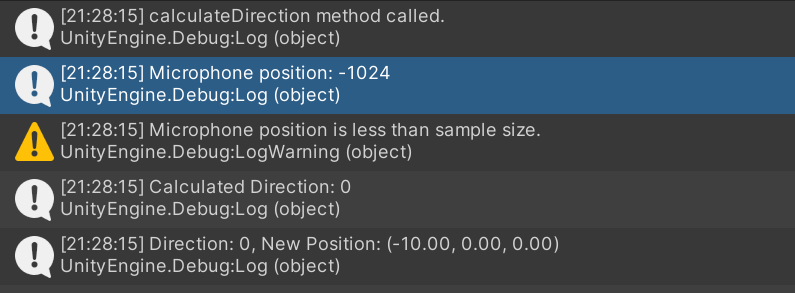 [21:28:15] calculateDirection method called.
UnityEngine.Debug:Log (object)
[21:28:15] Microphone position: -1024
UnityEngine.Debug:Log (object)
[21:28:15] Microphone position is less than sample size.
UnityEngine.Debug:LogWarning (object)
[21:28:15] Calculated Direction: 0
UnityEngine.Debug:Log (object)
[21:28:15] Direction: 0, New Position: (-10.00, 0.00, 0.00)
UnityEngine.Debug:Log (object)